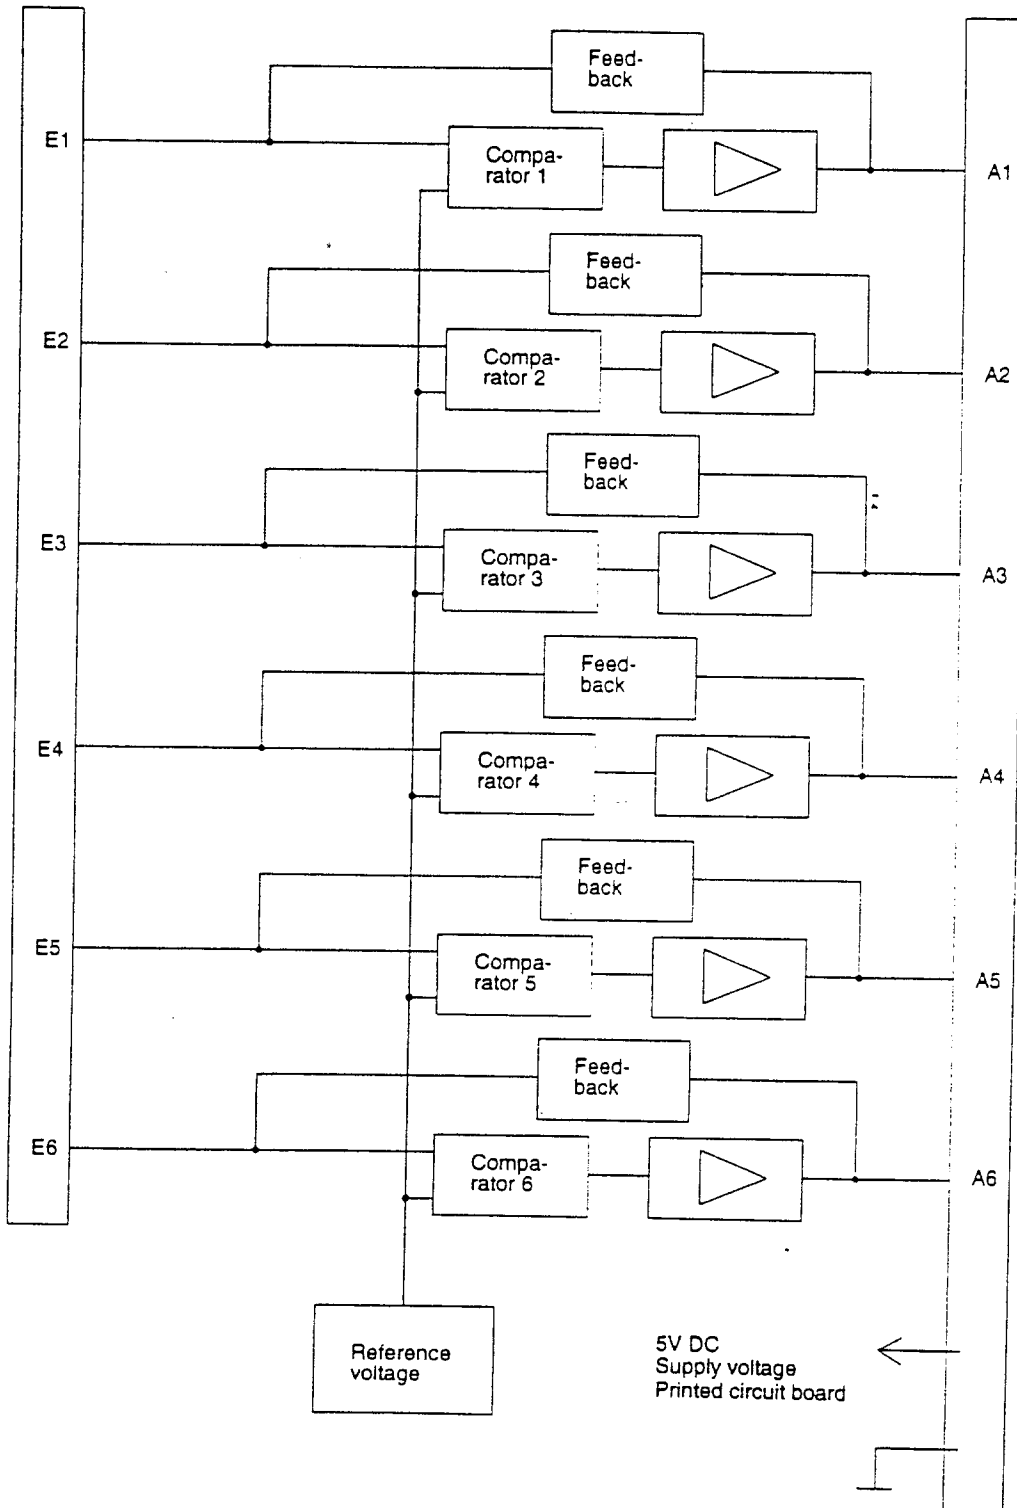 Feed-
back
E1
Compa-
rator 1
A1
Feed-
back
E2
Compa-
rator 2
A2
Feed-
back
E3
Compa-
rator 3
A3
Feed-
back
E4
Compa-
rator 4
A4
Feed-
back
E5
Compa-
rator 5
A5
Feed-
back
E6
Compa-
rator 6
A6
Reference
voltage
5V DC
Supply voltage
Printed circuit board